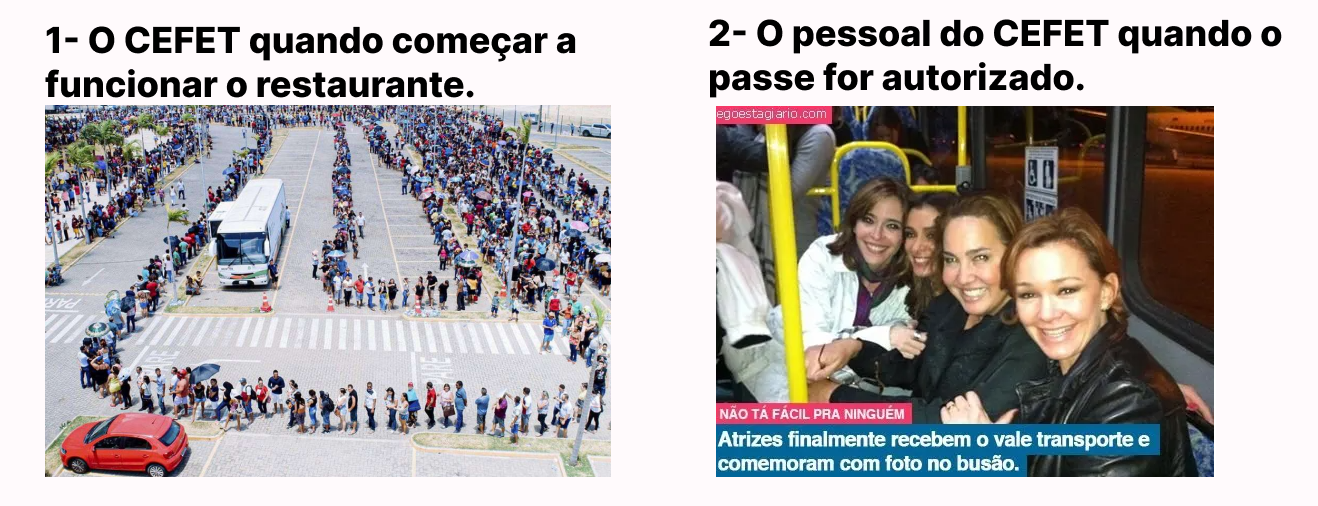 1- O CEFET quando começar a
funcionar o restaurante.
PARE
PARE
PARE
2- O pessoal do CEFET quando o
passe for autorizado.
egoestagiario.com
NÃO TÁ FÁCIL PRA NINGUÉM
Atrizes finalmente recebem o vale transporte e
comemoram com foto no busão.